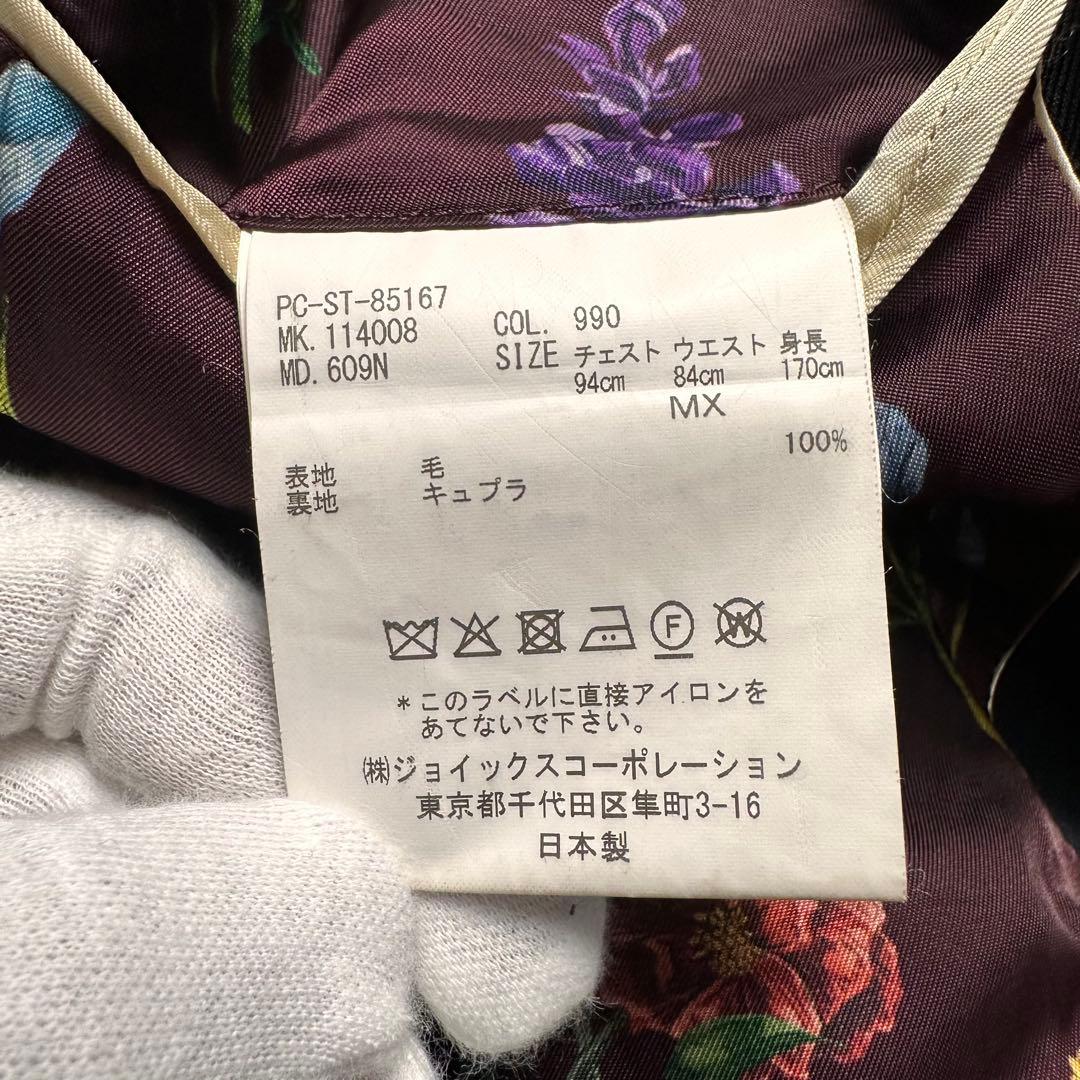 PC-ST-85167
MK. 114008
MD. 609N
COL. 990
SIZE チェスト ウエスト 身長
94cm 84cm 170cm
MX
100%
表地 毛
裏地 キュプラ
F
W
*このラベルに直接アイロンを
あてないで下さい。
㈱ジョイックスコーポレーション
東京都千代田区隼町3-16
日本製